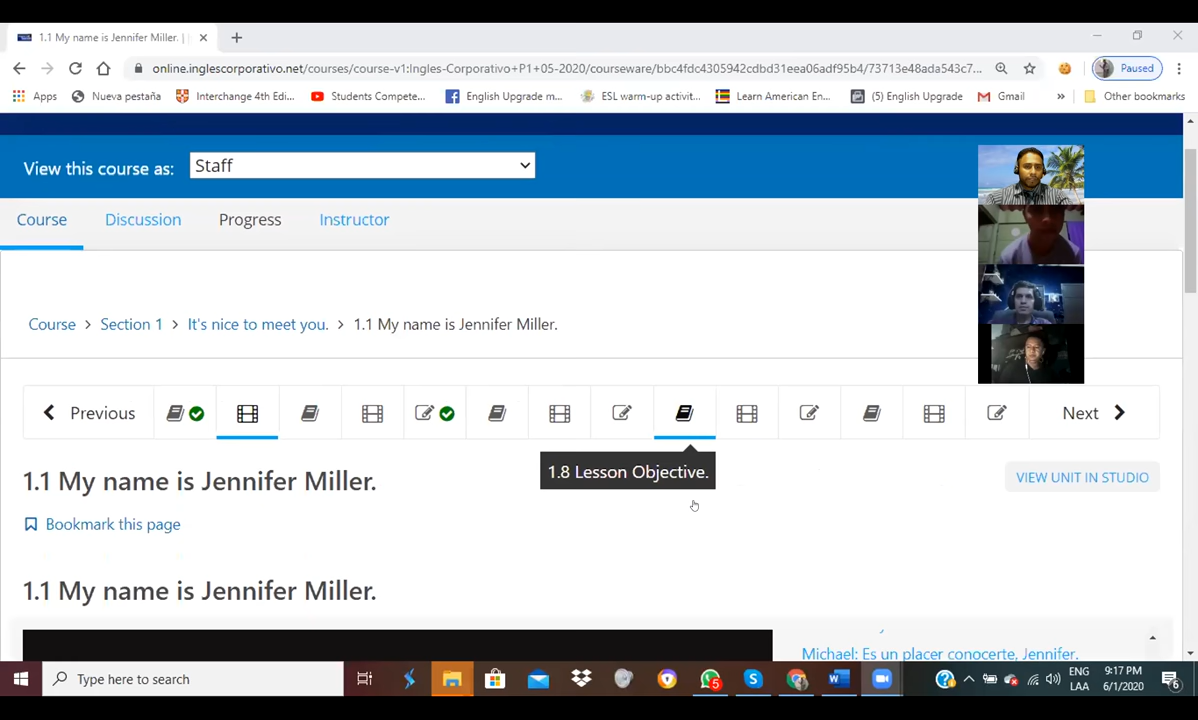 1.1 My name is Jennifer Miller. |
online.inglescorporativo.net/courses/course-v1:Ingles-Corporativo+P1+05-2020/courseware/bbc4fdc4305942cdbd31eea06adf95b4/73713e48ada543c7...
Paused
Apps
Nueva pestaña
Interchange 4th Edi...
Students Compete...
English Upgrade m...
ESL warm-up activit...
Learn American En...
(5) English Upgrade
Gmail
»
Other bookmarks
View this course as:
Staff
Course
Discussion
Progress
Instructor
Course > Section 1 > It's nice to meet you. > 1.1 My name is Jennifer Miller.
Previous
Next
1.8 Lesson Objective.
1.1 My name is Jennifer Miller.
VIEW UNIT IN STUDIO
Bookmark this page
1.1 My name is Jennifer Miller.
Michael: Es un placer conocerte, Jennifer.
Type here to search
5
ENG
LAA
9:17 PM
6/1/2020
6